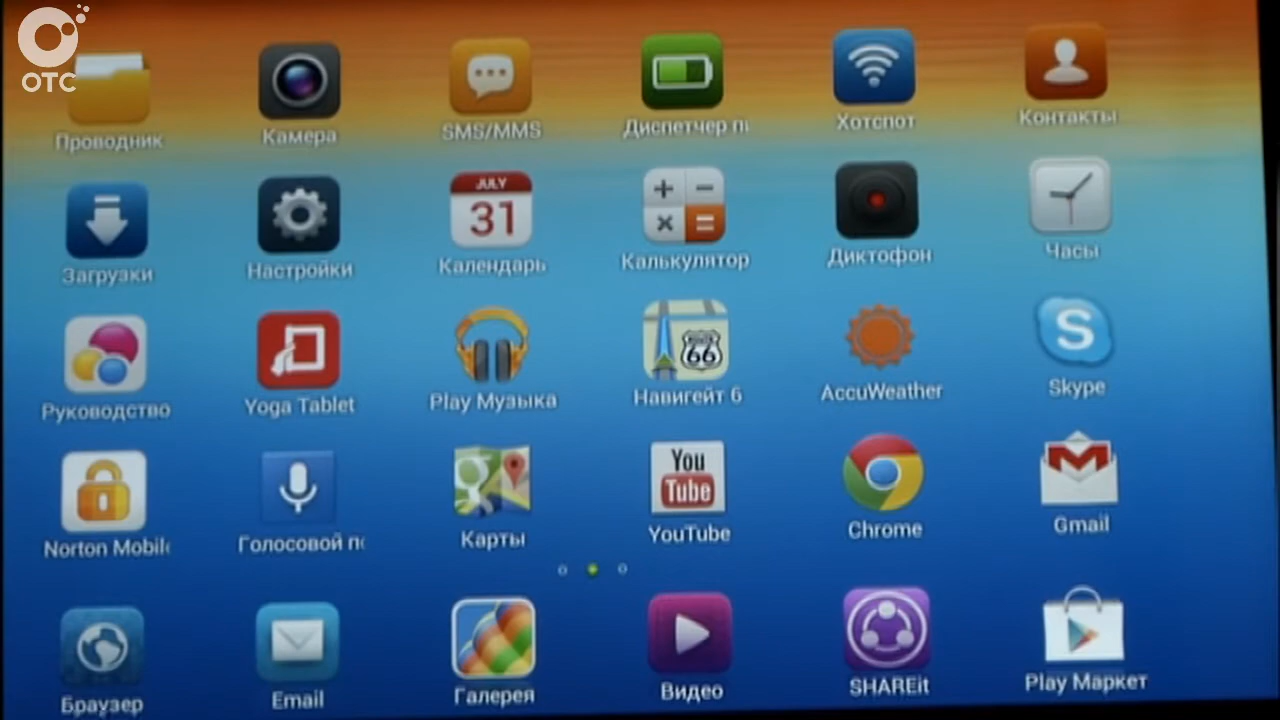 ОТС
Проводник
Камера
SMS/MMS
Диспетчер
Хотспот
Контакты
JULY
31
Загрузки
Настройки
Календарь
Калькулятор
Диктофон
Часы
66
Руководство
Yoga Tablet
Play Музыка
Навигейт 6
AccuWeather
S
Skype
You
Tube
Norton
Голосовой
Карты
YouTube
Chrome
Gmail
Браузер
Email
Галерея
Видео
SHAREit
Play Маркет